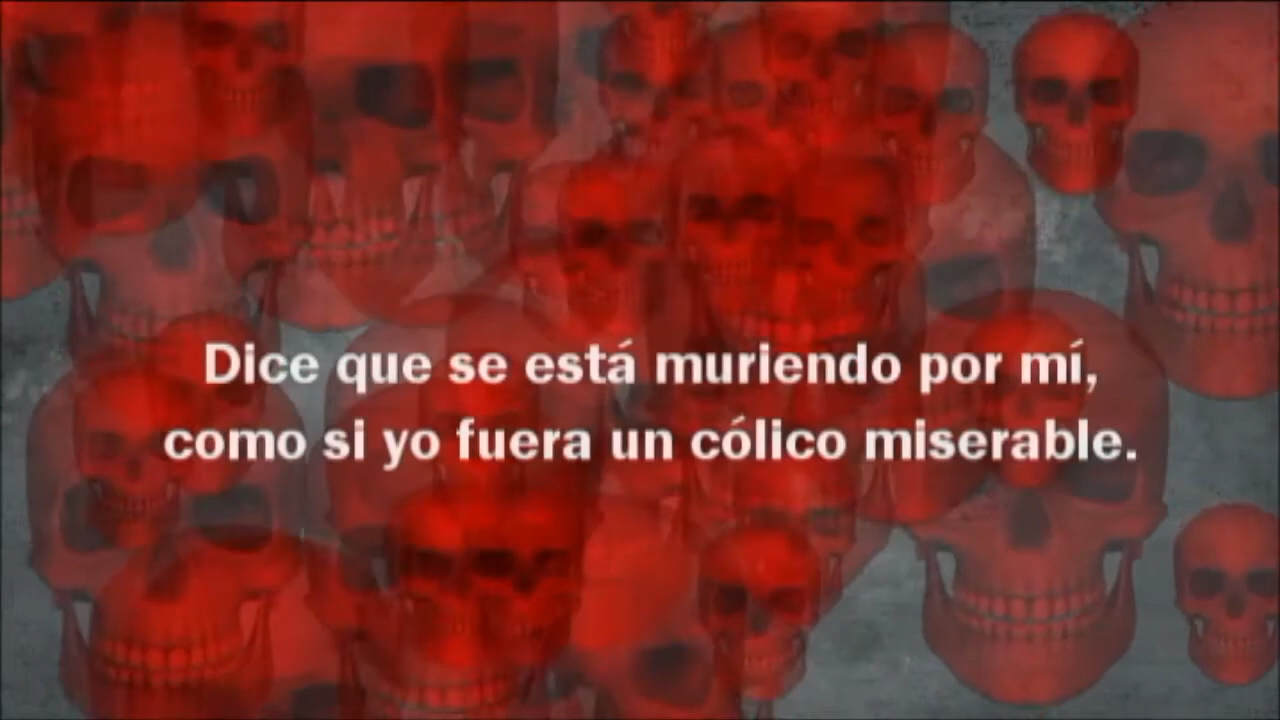 Dice que se está muriendo por mí,
como si yo fuera un cólico miserable.